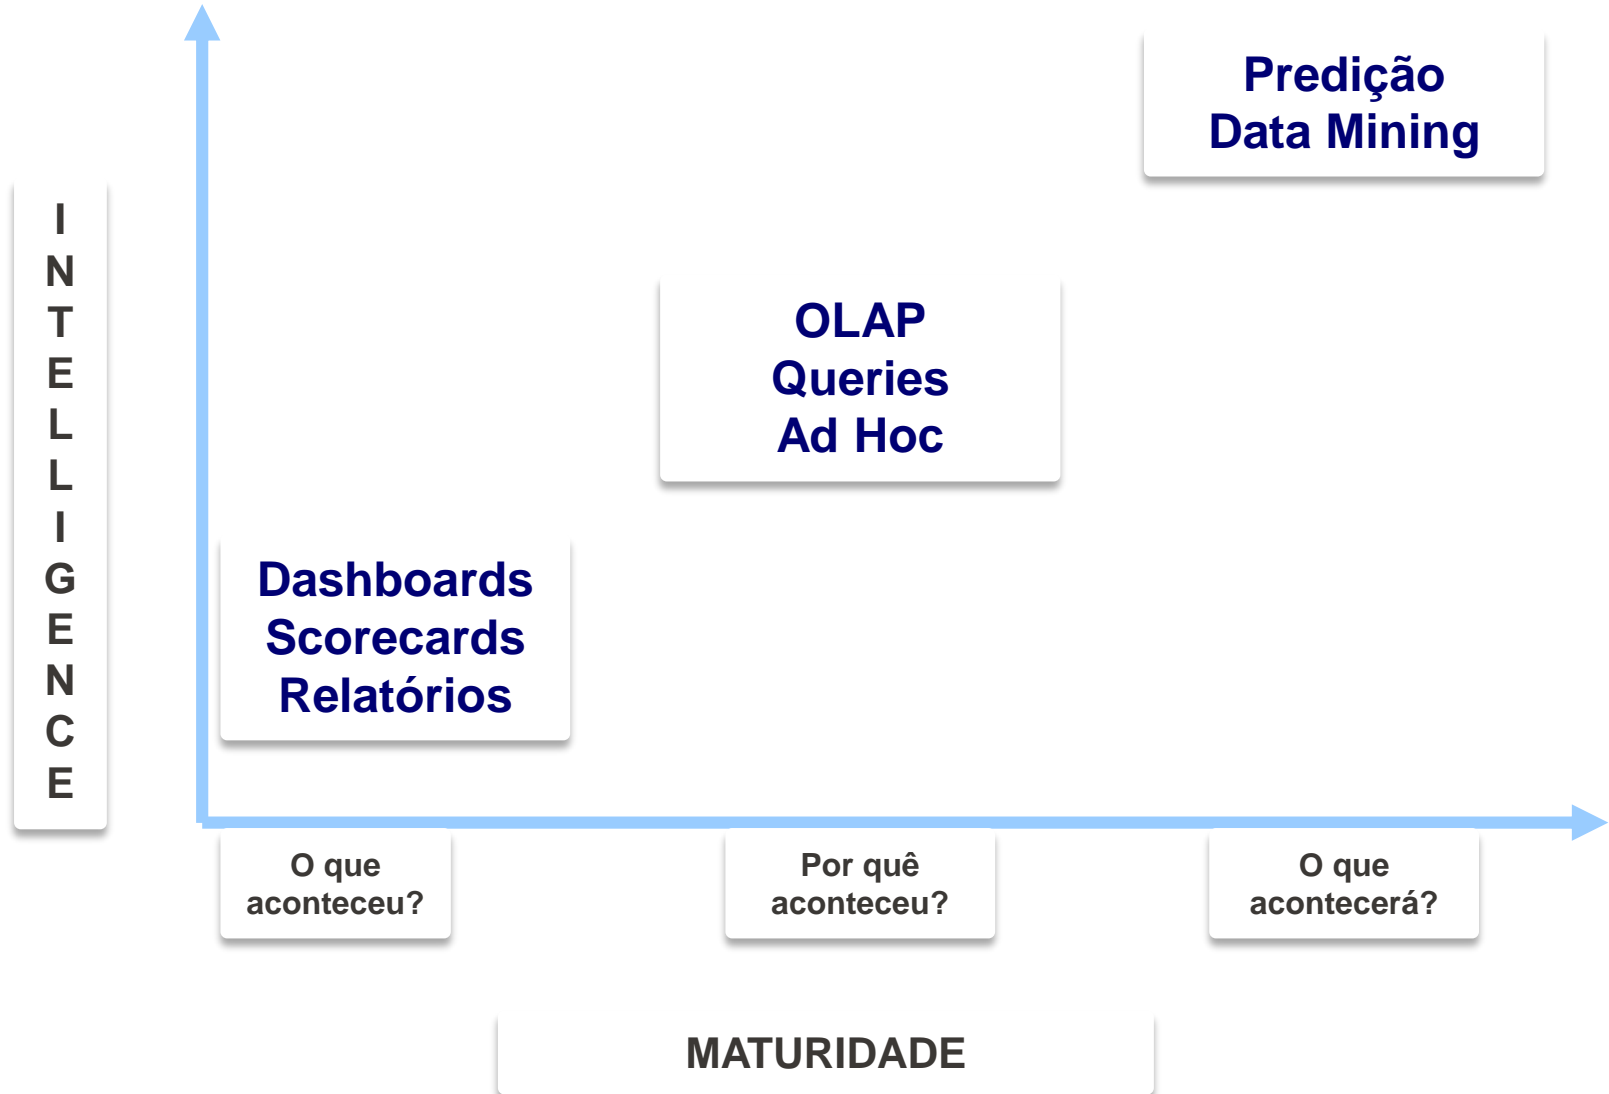 Predição
Data Mining
I
N
T
E
L
L
I
G
E
N
C
E
OLAP
Queries
Ad Hoc
Dashboards
Scorecards
Relatórios
O que
aconteceu?
Por quê
aconteceu?
O que
acontecerá?
MATURIDADE